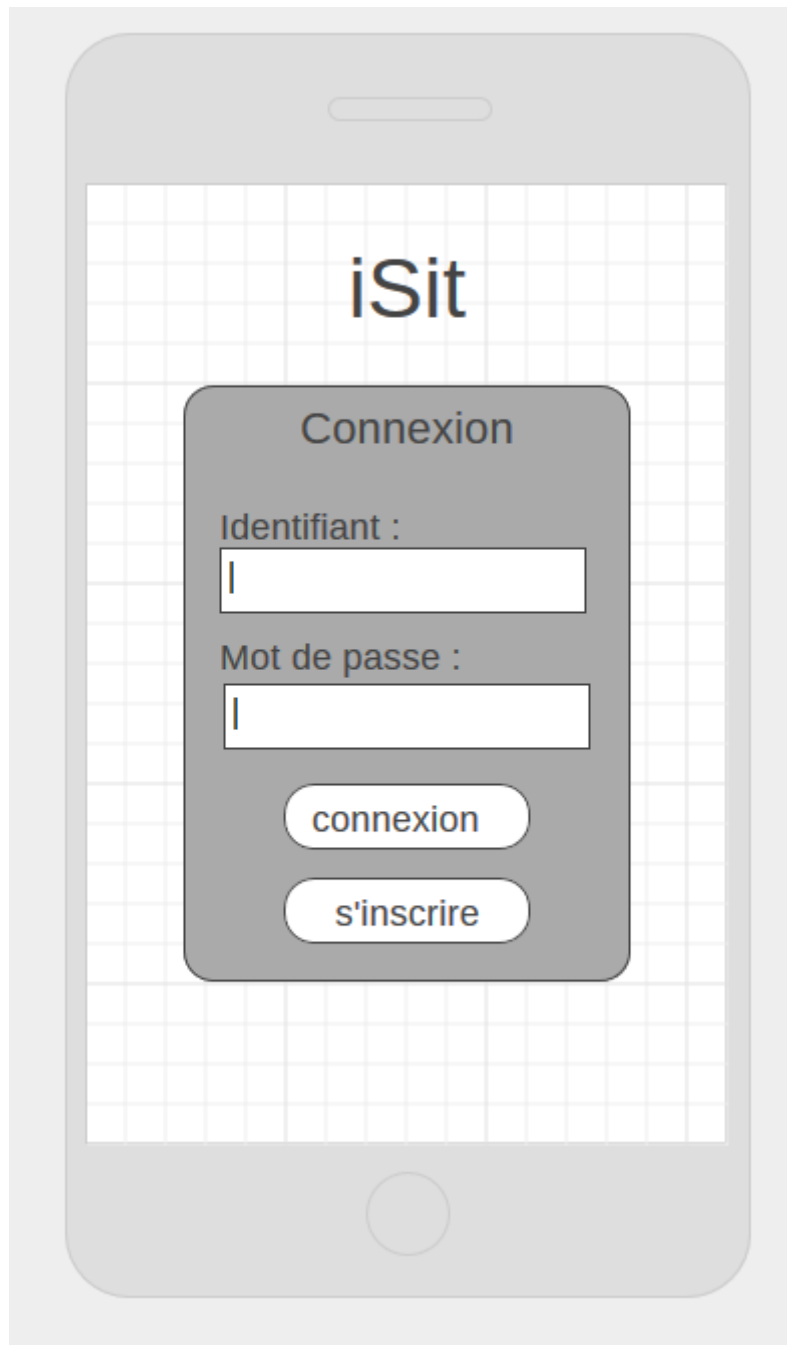 iSit
Connexion
Identifiant :
Mot de passe :
connexion
s'inscrire